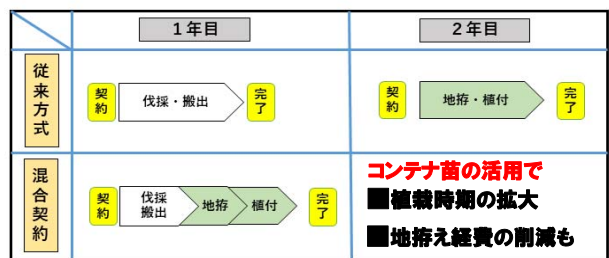 1年目
2年目
従来方式
契約
伐採・搬出
完了
契約
地拵・植付
完了
混合契約
契約
伐採
搬出
地拵
植付
完了
コンテナ苗の活用で
■植栽時期の拡大
■地拵え経費の削減も